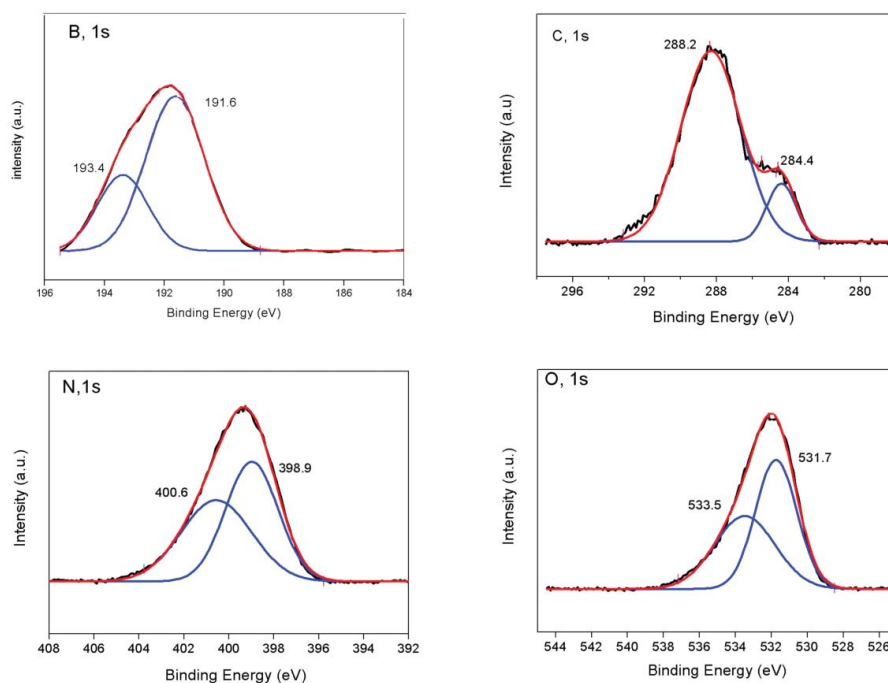 B, 1s
191.6
193.4
intensity (a.u.)
196 194 192 190 188 186 184
Binding Energy (eV)
C, 1s
288.2
284.4
Intensity (a.u)
296 292 288 284 280
Binding Energy (eV)
N,1s
398.9
400.6
Intensity (a.u.)
408 406 404 402 400 398 396 394 392
Binding Energy (eV)
O, 1s
531.7
533.5
Intensity (a.u.)
544 542 540 538 536 534 532 530 528 526
Binding Energy (eV)